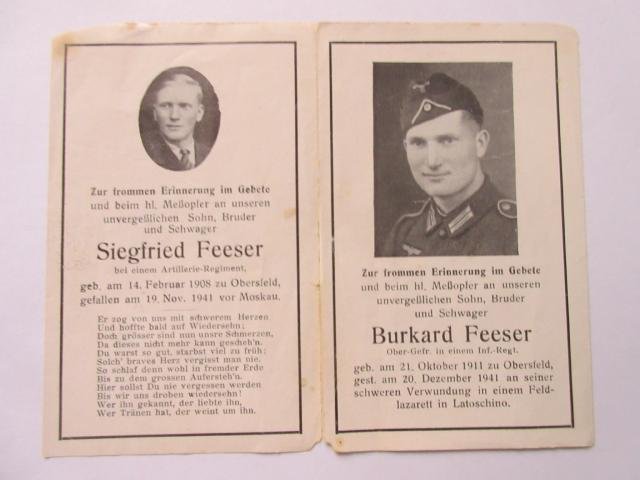 Zur frommen Erinnerung im Gebete
und beim hl. Meßopfer an unseren
unvergeßlichen Sohn, Bruder
und Schwager
Siegfried Feeser
bei einem Artillerie-Regiment,
geb. am 14. Februar 1908 zu Obersfeld,
gefallen am 19. Nov. 1941 vor Moskau.
Er zog von uns mit schwerem Herzen
Und hoffte bald auf Wiedersehn;
Doch grösser sind nun unsre Schmerzen,
Da dieses nicht mehr kann gescheh'n.
Du warst so gut, starbst viel zu früh;
Solch' braves Herz vergisst man nie.
So schlaf denn wohl in fremder Erde
Bis zu dem grossen Aufersteh'n.
Hier sollst Du nie vergessen werden
Bis wir uns droben wiedersehn!
Wer ihn gekannt, der liebte ihn,
Wer Tränen hat, der weint um ihn.
Zur frommen Erinnerung im Gebete
und beim hl. Meßopfer an unseren
unvergeßlichen Sohn, Bruder
und Schwager
Burkard Feeser
Ober-Gefr. in einem Inf.-Regt.
geb. am 21. Oktober 1911 zu Obersfeld,
gest. am 20. Dezember 1941 an seiner
schweren Verwundung in einem Feld-
lazarett in Latoschino.